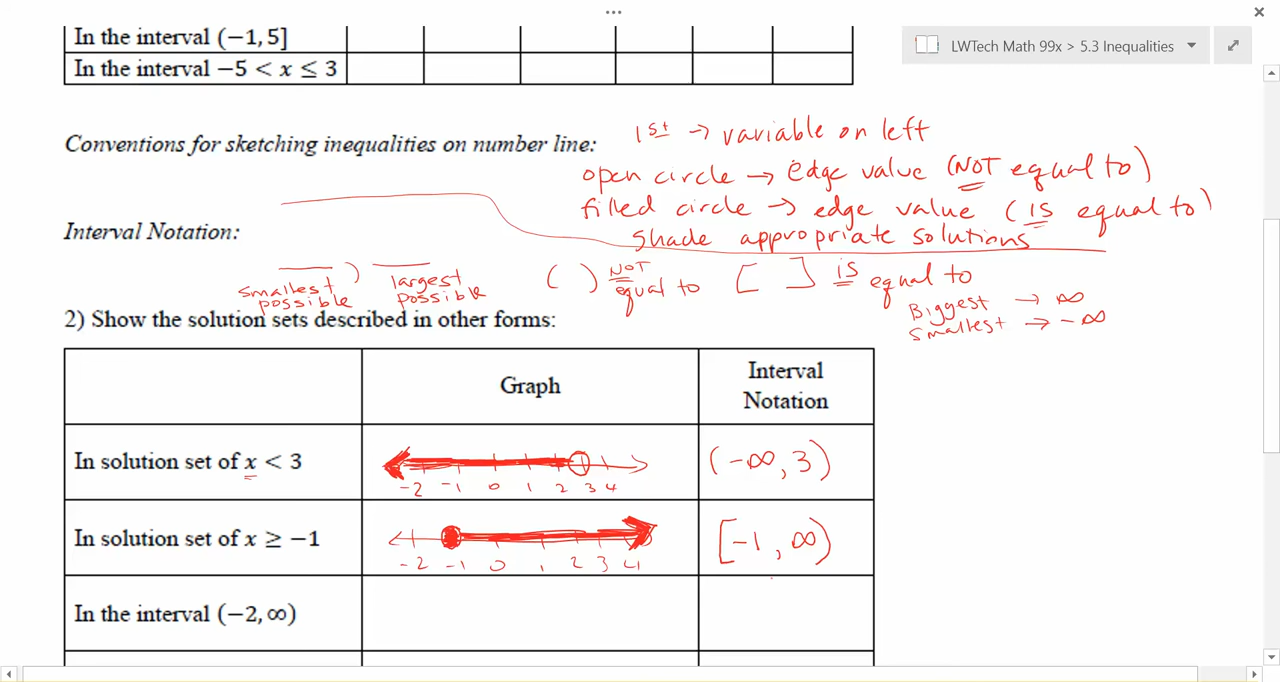 LWTech Math 99x > 5.3 Inequalities
In the interval (−1, 5]
In the interval −5 < x ≤ 3
Conventions for sketching inequalities on number line:
1st → variable on left
open circle → edge value (NOT equal to)
filled circle → edge value (IS equal to)
shade appropriate solutions
Interval Notation:
smallest possible ) largest possible
( ) NOT equal to [ ] is equal to
Biggest → ∞
Smallest → -∞
2) Show the solution sets described in other forms:
Graph
Interval
Notation
In solution set of x < 3
-2 -1 0 1 2 3 4
(-∞, 3)
In solution set of x ≥ −1
-2 -1 0 1 2 3 4
[-1, ∞)
In the interval (−2, ∞)